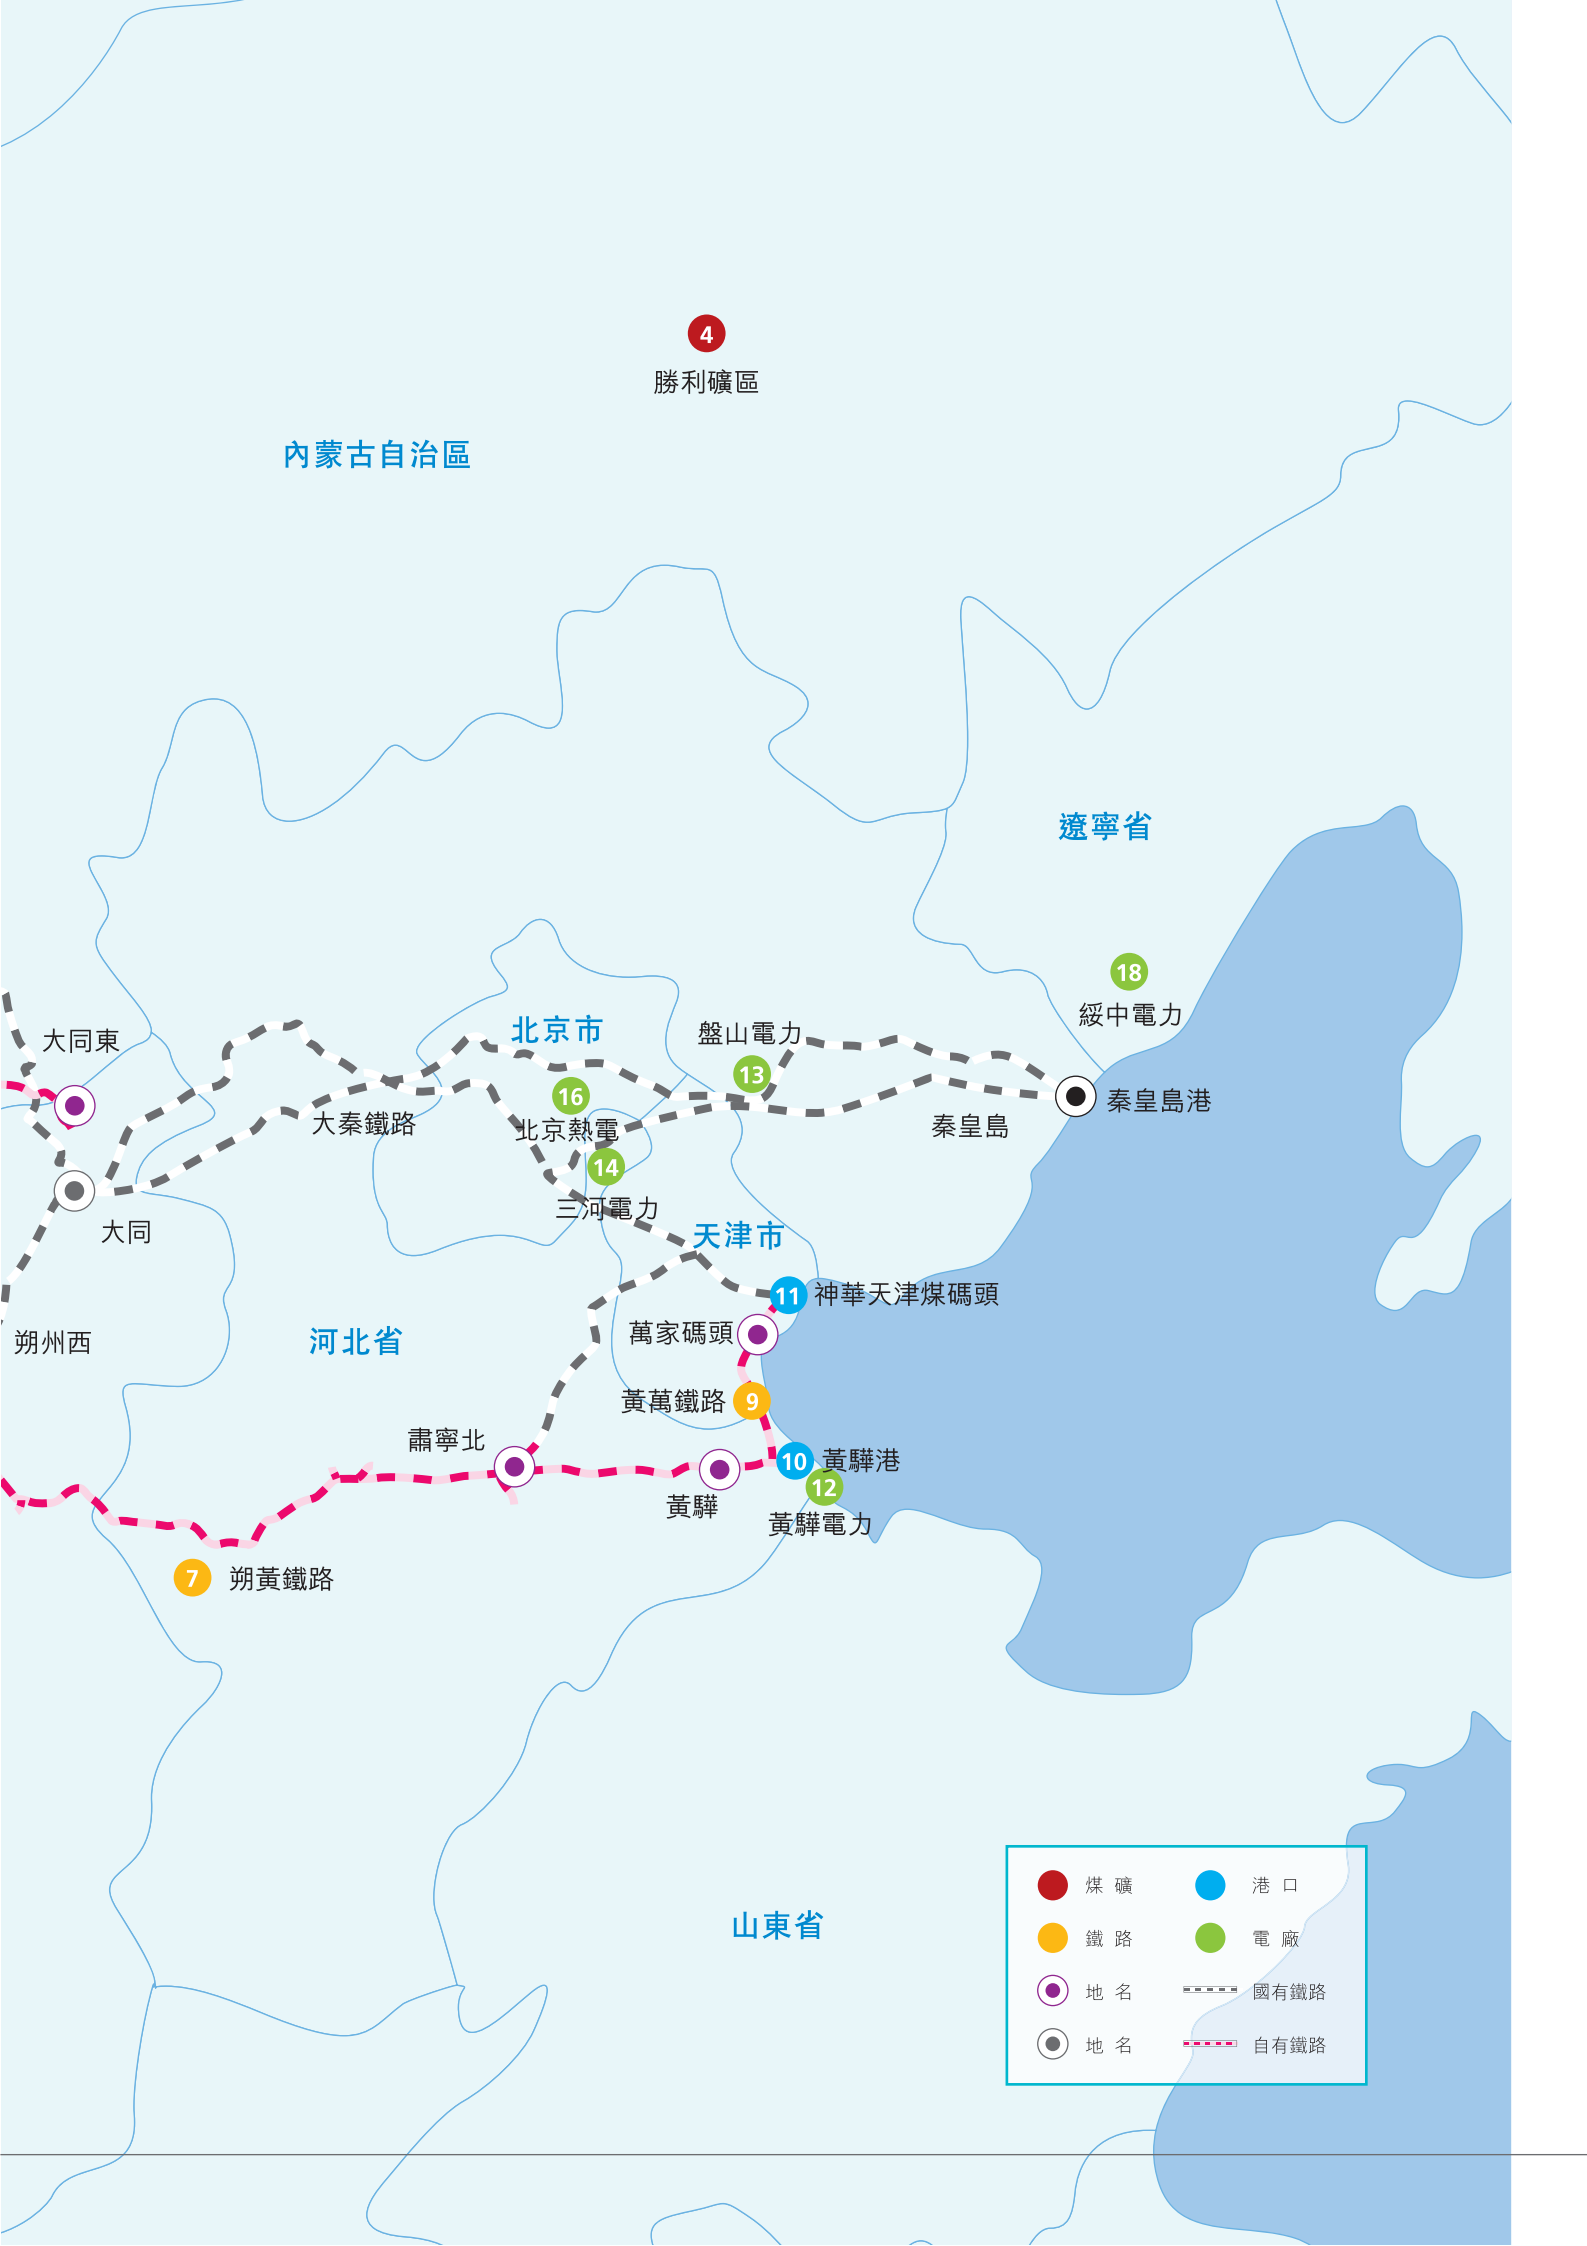 4
勝利礦區
內蒙古自治區
遼寧省
18
綏中電力
北京市
盤山電力
大同東
13
16
秦皇島港
大秦鐵路
北京熱電
秦皇島
14
三河電力
大同
天津市
11
神華天津煤碼頭
萬家碼頭
朔州西
河北省
黃萬鐵路
9
肅寧北
10
黃驊港
12
黃驊
黃驊電力
7
朔黃鐵路
山東省
煤 礦
港 口
鐵 路
電 廠
地 名
國有鐵路
地 名
自有鐵路